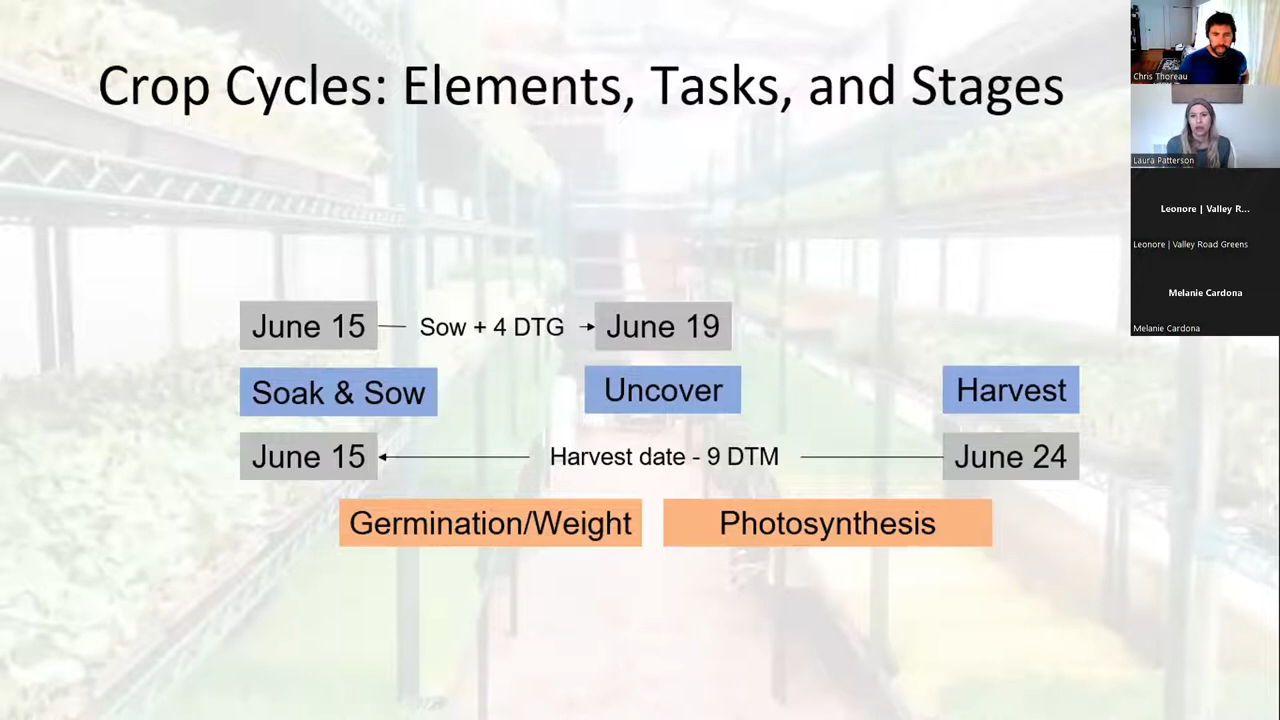 Crop Cycles: Elements, Tasks, and Stages
June 15 Sow + 4 DTG June 19
Soak & Sow Uncover Harvest
June 15 Harvest date - 9 DTM June 24
Germination/Weight Photosynthesis
Chris Thoreau
Laura Patterson
Leonore | Valley R...
Leonore | Valley Road Greens
Melanie Cardona
Melanie Cardona